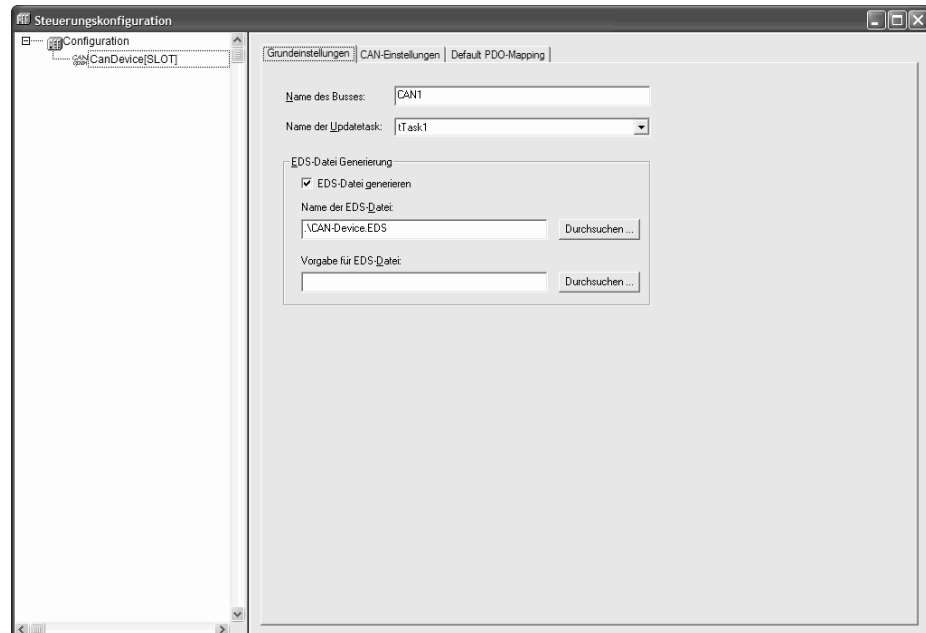 Steuerungskonfiguration
Configuration
CanDevice[SLOT]
Grundeinstellungen CAN-Einstellungen Default PDO-Mapping
Name des Busses: CAN1
Name der Updatetask: tTask1
EDS-Datei Generierung
EDS-Datei generieren
Name der EDS-Datei:
.\CAN-Device.EDS Durchsuchen ...
Vorgabe für EDS-Datei:
Durchsuchen ...